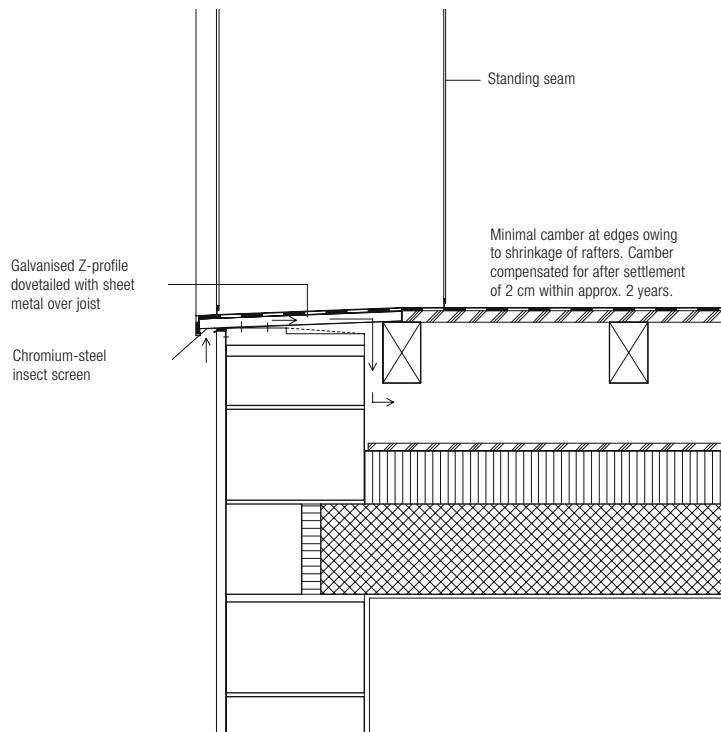 Standing seam
Minimal camber at edges owing
to shrinkage of rafters. Camber
compensated for after settlement
of 2 cm within approx. 2 years.
Galvanised Z-profile
dovetailed with sheet
metal over joist
Chromium-steel
insect screen